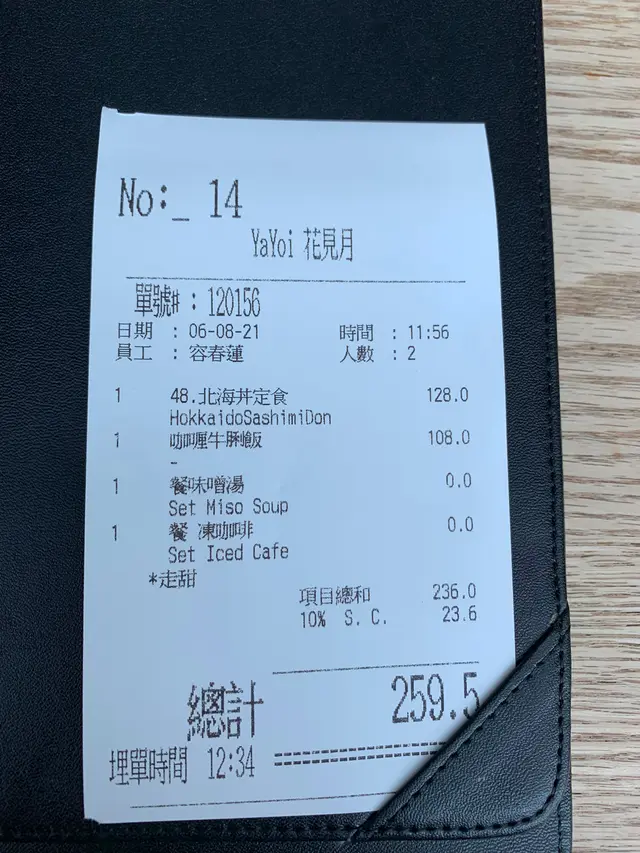 No:_ 14
YaYoi 花見月
單號# : 120156
日期 : 06-08-21 時間 : 11:56
員工 : 容春蓮 人數 : 2
1 48.北海丼定食 128.0
HokkaidoSashimiDon
1 咖喱牛脷飯 108.0
-
1 餐味噌湯 0.0
Set Miso Soup
1 餐 凍咖啡 0.0
Set Iced Cafe
*走甜
項目總和 236.0
10% S. C. 23.6
總計 259.5
埋單時間 12:34